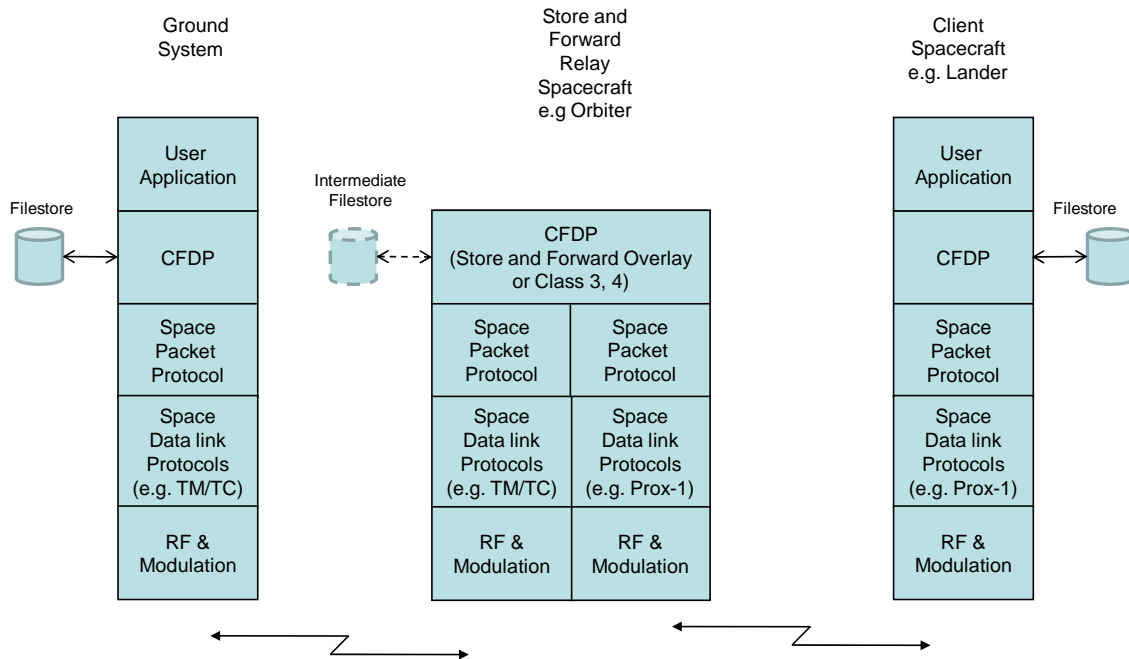 Ground
System
Store and
Forward
Relay
Spacecraft
e.g Orbiter
Client
Spacecraft
e.g. Lander
User
Application
Filestore
CFDP
Space
Packet
Protocol
Space
Data link
Protocols
(e.g. TM/TC)
RF &
Modulation
Intermediate
Filestore
CFDP
(Store and Forward Overlay
or Class 3, 4)
Space
Packet
Protocol
Space
Packet
Protocol
Space
Data link
Protocols
(e.g. TM/TC)
Space
Data link
Protocols
(e.g. Prox-1)
RF &
Modulation
RF &
Modulation
User
Application
CFDP
Filestore
Space
Packet
Protocol
Space
Data link
Protocols
(e.g. Prox-1)
RF &
Modulation